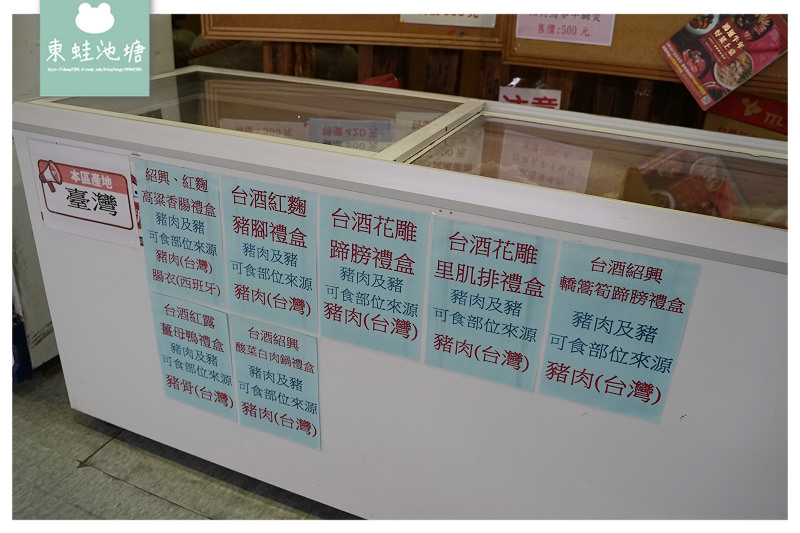 東蛙池塘
售價:500元
TTL
特價 420 元
本區產地
臺灣
紹興、紅麴
高粱香腸禮盒
豬肉及豬
可食部位來源
豬肉(台灣)
腸衣(西班牙)
台酒紅麴
豬腳禮盒
豬肉及豬
可食部位來源
豬肉(台灣)
台酒花雕
蹄膀禮盒
豬肉及豬
可食部位來源
豬肉(台灣)
台酒花雕
里肌排禮盒
豬肉及豬
可食部位來源
豬肉(台灣)
台酒紹興
轎篙筍蹄膀禮盒
豬肉及豬
可食部位來源
豬肉(台灣)
台酒紅露
薑母鴨禮盒
豬肉及豬
可食部位來源
豬骨(台灣)
台酒紹興
酸菜白肉鍋禮盒
豬肉及豬
可食部位來源
豬肉(台灣)